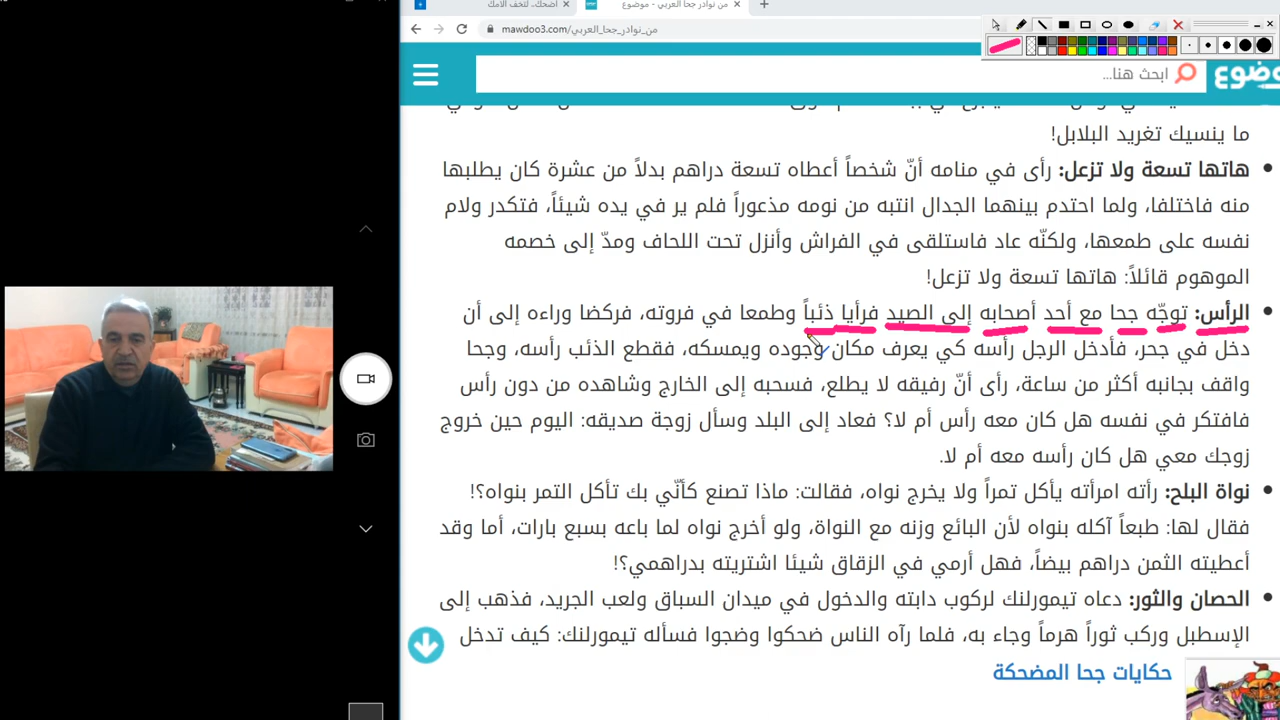 من نوادر جحا العربي - موضوع
اضحك.. لتخف آلامك
mawdoo3.com/من_نوادر_جحا_العربي
ابحث هنا...
موضوع
ما ينسيك تغريد البلابل!
هاتها تسعة ولا تزعل: رأى في منامه أنّ شخصاً أعطاه تسعة دراهم بدلاً من عشرة كان يطلبها
منه فاختلفا، ولما احتدم بينهما الجدال انتبه من نومه مذعوراً فلم ير في يده شيئاً، فتكدر ولام
نفسه على طمعها، ولكنّه عاد فاستلقى في الفراش وأنزل تحت اللحاف ومدّ إلى خصمه
الموهوم قائلاً: هاتها تسعة ولا تزعل!
الرأس: توجّه جحا مع أحد أصحابه إلى الصيد فرأيا ذئباً وطمعا في فروته، فركضا وراءه إلى أن
دخل في جحر، فأدخل الرجل رأسه كي يعرف مكان وجوده ويمسكه، فقطع الذئب رأسه، وجحا
واقف بجانبه أكثر من ساعة، رأى أنّ رفيقه لا يطلع، فسحبه إلى الخارج وشاهده من دون رأس
فافتكر في نفسه هل كان معه رأس أم لا؟ فعاد إلى البلد وسأل زوجة صديقه: اليوم حين خروج
زوجك معي هل كان رأسه معه أم لا.
نواة البلح: رأته امرأته يأكل تمراً ولا يخرج نواه، فقالت: ماذا تصنع كأنّي بك تأكل التمر بنواه؟!
فقال لها: طبعاً آكله بنواه لأن البائع وزنه مع النواة، ولو أخرج نواه لما باعه بسبع بارات، أما وقد
أعطيته الثمن دراهم بيضاً، فهل أرمي في الزقاق شيئا اشتريته بدراهمي؟!
الحصان والثور: دعاه تيمورلنك لركوب دابته والدخول في ميدان السباق ولعب الجريد، فذهب إلى
الإسطبل وركب ثوراً هرماً وجاء به، فلما رآه الناس ضحكوا وضجوا فسأله تيمورلنك: كيف تدخل
حكايات جحا المضحكة